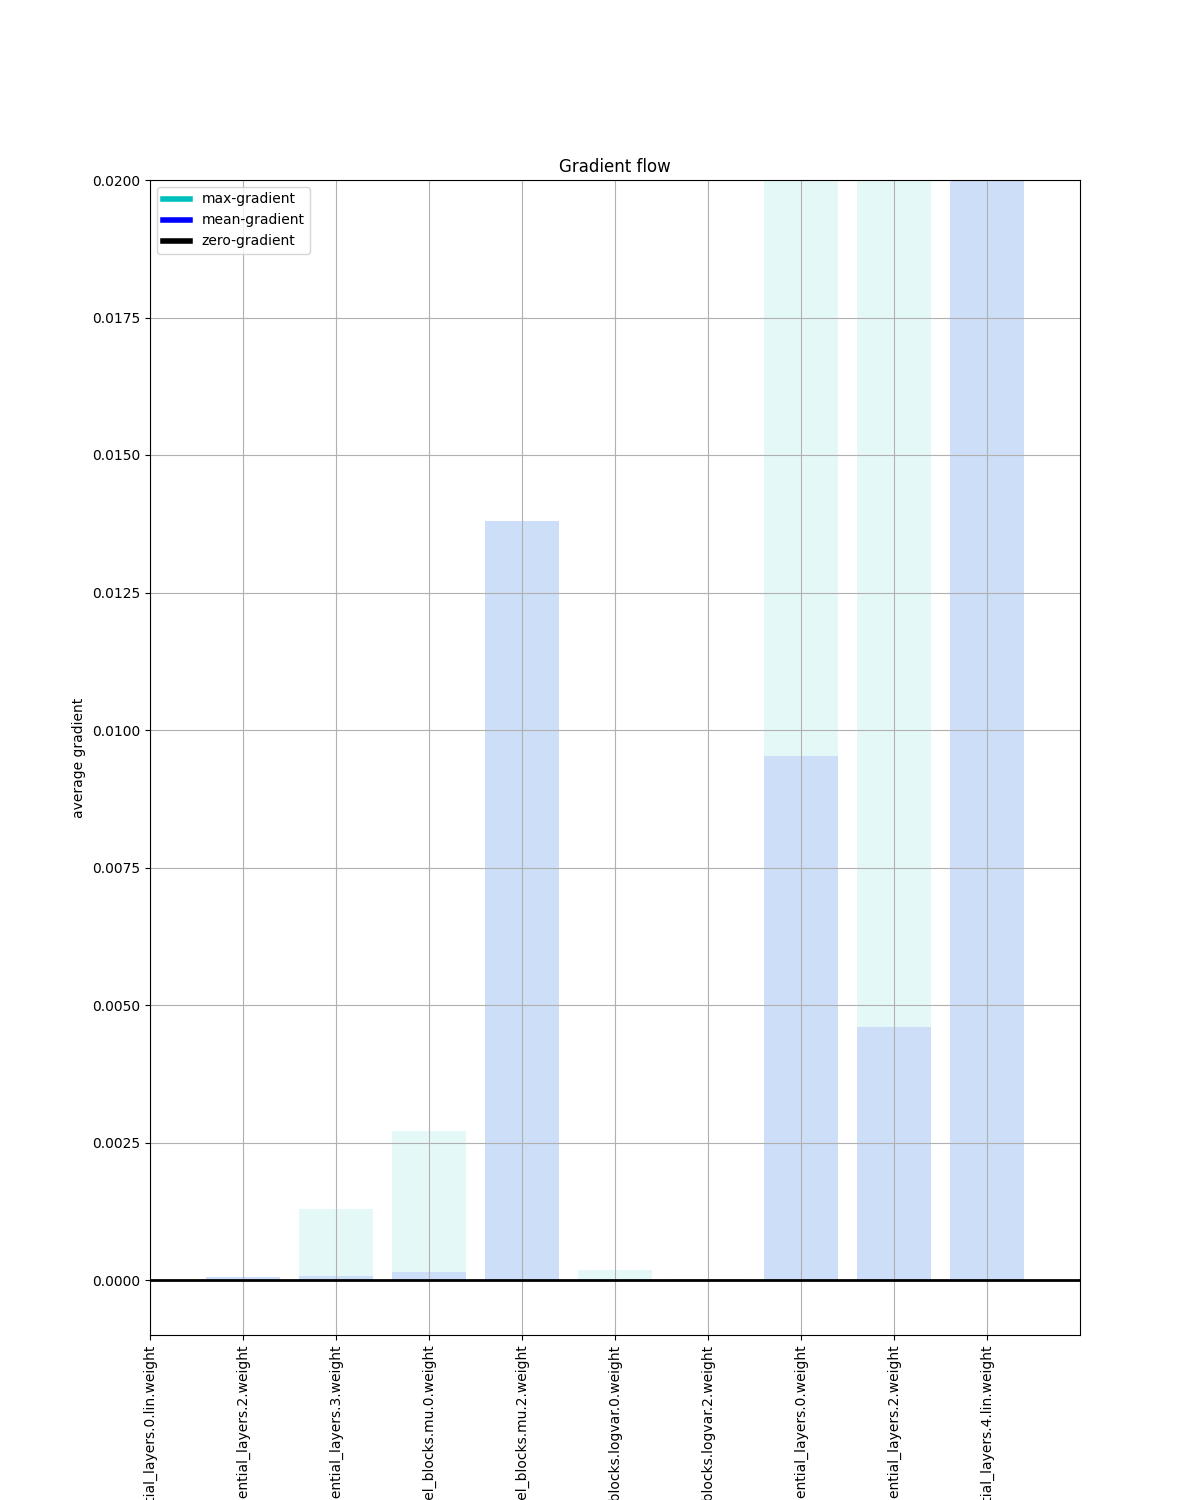 Gradient flow
max-gradient
mean-gradient
zero-gradient
0.0200
0.0175
0.0150
0.0125
0.0100
0.0075
0.0050
0.0025
0.0000
average gradient
tial_layers.0.lin.weight
ential_layers.2.weight
ential_layers.3.weight
el_blocks.mu.0.weight
el_blocks.mu.2.weight
blocks.logvar.0.weight
blocks.logvar.2.weight
ential_layers.0.weight
ential_layers.2.weight
tial_layers.4.lin.weight